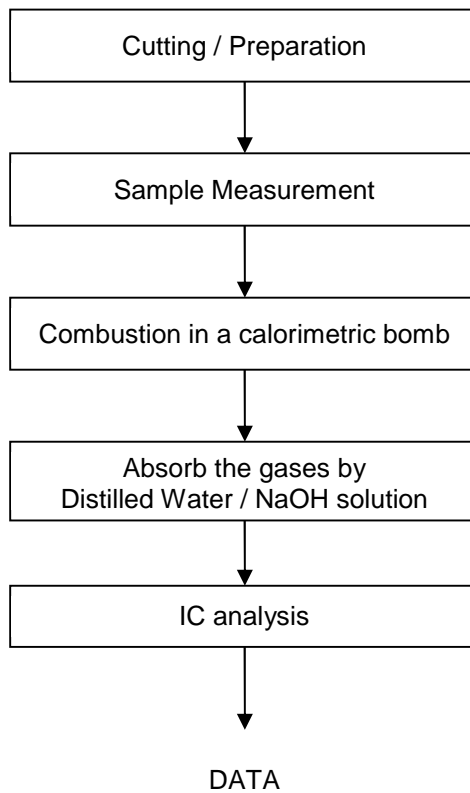 Cutting / Preparation
Sample Measurement
Combustion in a calorimetric bomb
Absorb the gases by
Distilled Water / NaOH solution
IC analysis
DATA